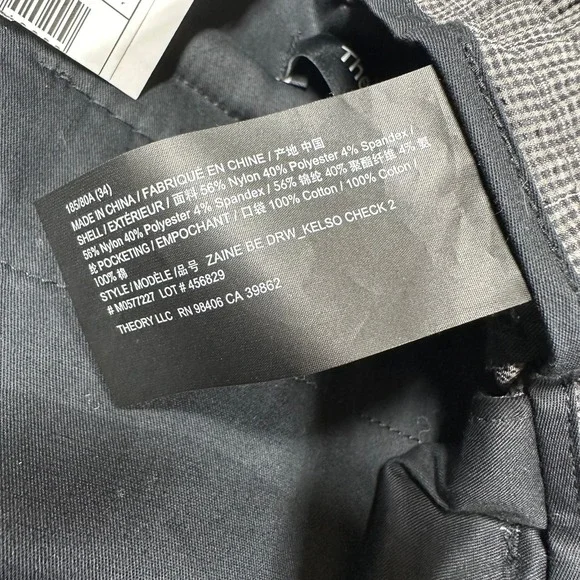 The
185/80A (34)
MADE IN CHINA / FABRIQUE EN CHINE / 产地 中国
SHELL / EXTÉRIEUR / 面料 56% Nylon 40% Polyester 4% Spandex /
56% Nylon 40% Polyester 4% Spandex / 56% 锦纶 40% 聚酯纤维 4% 氨
纶 POCKETING / EMPOCHANT / 口袋 100% Cotton / 100% Coton /
100% 棉
STYLE / MODÈLE / 品号 ZAINE BE DRW_KELSO CHECK 2
# M0577227 LOT # 456829
THEORY LLC RN 98406 CA 39862